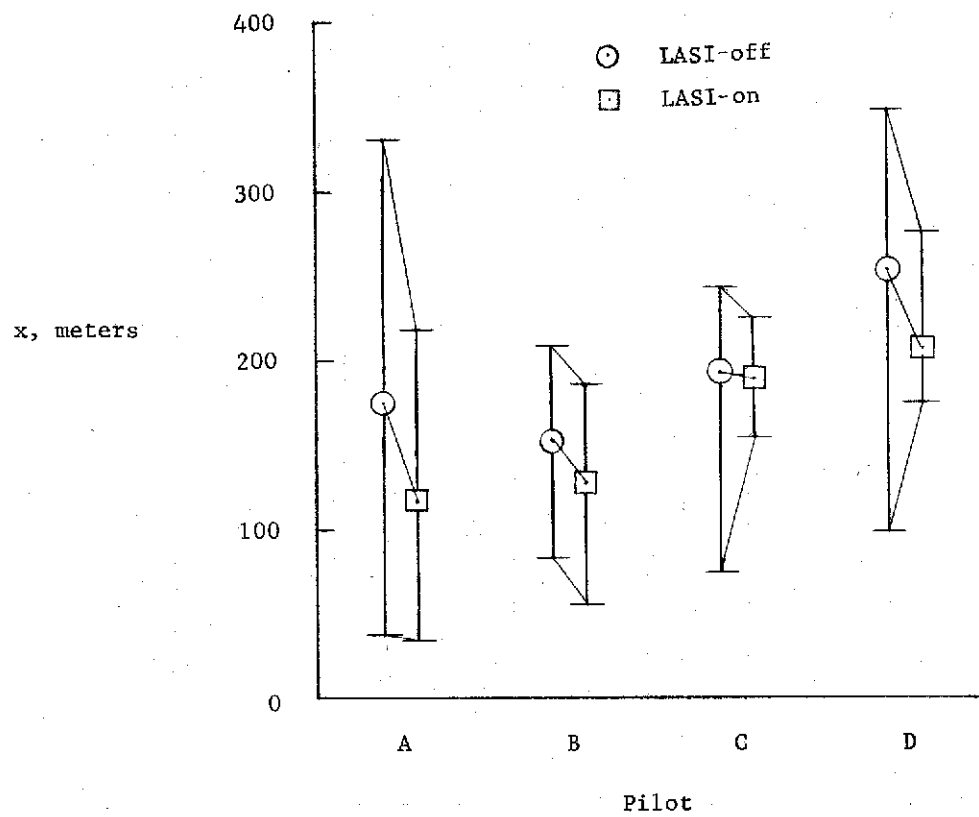 400
LASI-off
LASI-on
300
x, meters
200
100
0
A B C D
Pilot